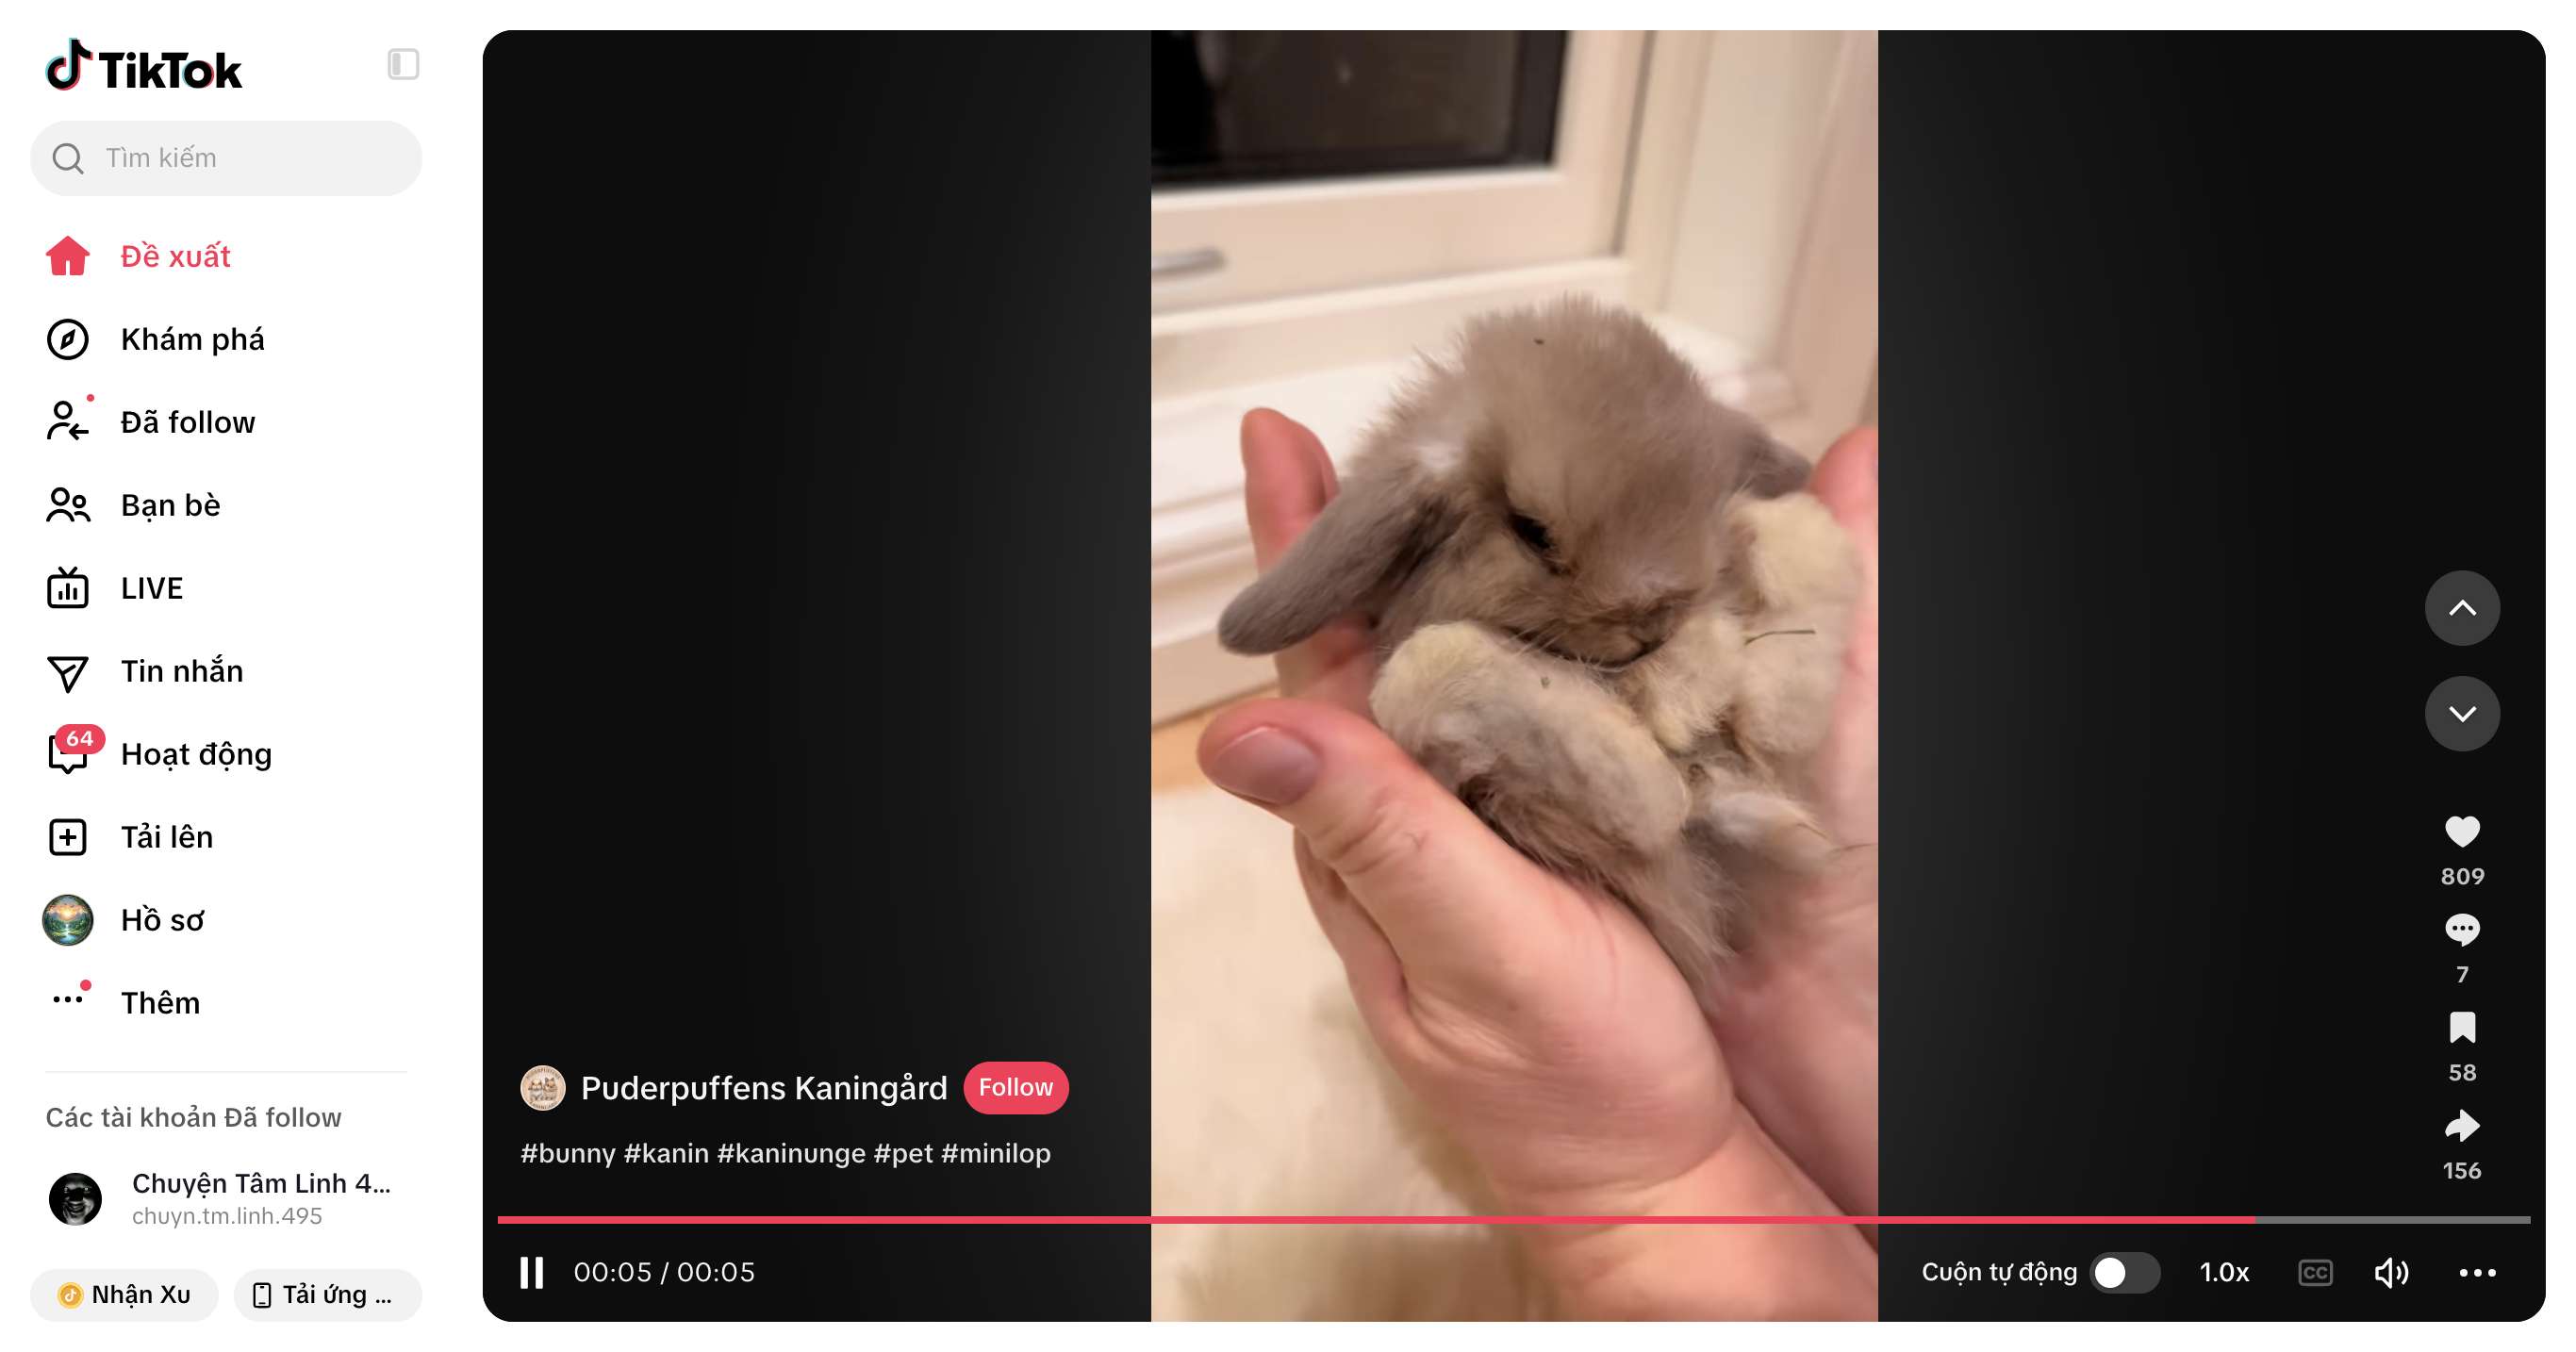 TikTok
Tìm kiếm
Đề xuất
Khám phá
Đã follow
Bạn bè
LIVE
Tin nhắn
64
Hoạt động
Tải lên
Hồ sơ
Thêm
Các tài khoản Đã follow
Chuyện Tâm Linh 4...
chuyn.tm.linh.495
Nhận Xu
Tải ứng ...
809
7
58
156
Puderpuffens Kaningård
Follow
#bunny #kanin #kaninunge #pet #minilop
00:05 / 00:05
Cuộn tự động
1.0x
CC